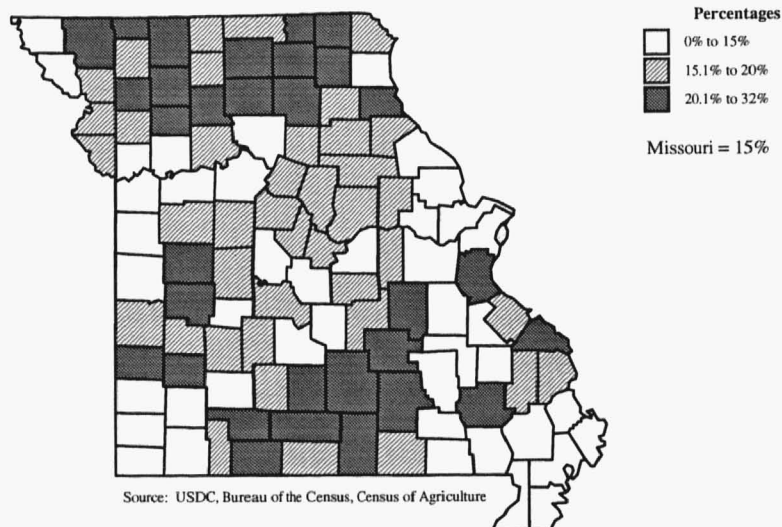 Percentages
0% to 15%
15.1% to 20%
20.1% to 32%
Missouri = 15%
Source: USDC, Bureau of the Census, Census of Agriculture